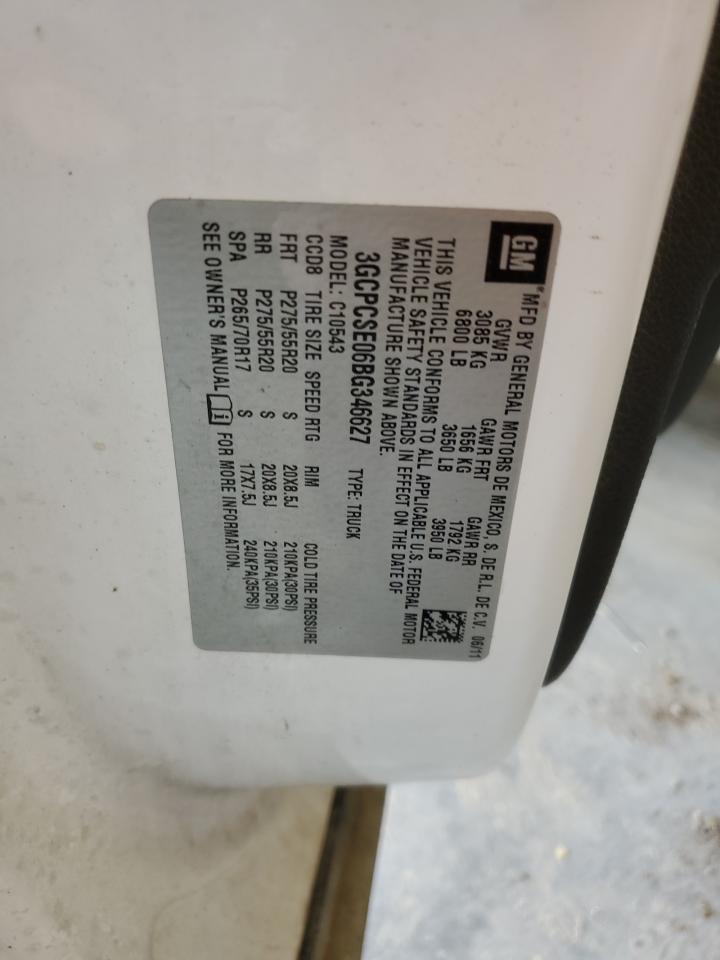 GM
*MFD BY GENERAL MOTORS DE MEXICO, S. DE R.L. DE C.V. 06/11
GVWR GAWR FRT GAWR RR
3085 KG 1656 KG 1792 KG
6800 LB 3650 LB 3950 LB
THIS VEHICLE CONFORMS TO ALL APPLICABLE U.S. FEDERAL MOTOR
VEHICLE SAFETY STANDARDS IN EFFECT ON THE DATE OF
MANUFACTURE SHOWN ABOVE.
3GCPCSE06BG346627 TYPE: TRUCK
MODEL: C10543
CCD8 TIRE SIZE SPEED RTG RIM COLD TIRE PRESSURE
FRT P275/55R20 S 20X8.5J 210KPA(30PSI)
RR P275/55R20 S 20X8.5J 210KPA(30PSI)
SPA P265/70R17 S 17X7.5J 240KPA(35PSI)
SEE OWNER'S MANUAL i FOR MORE INFORMATION.